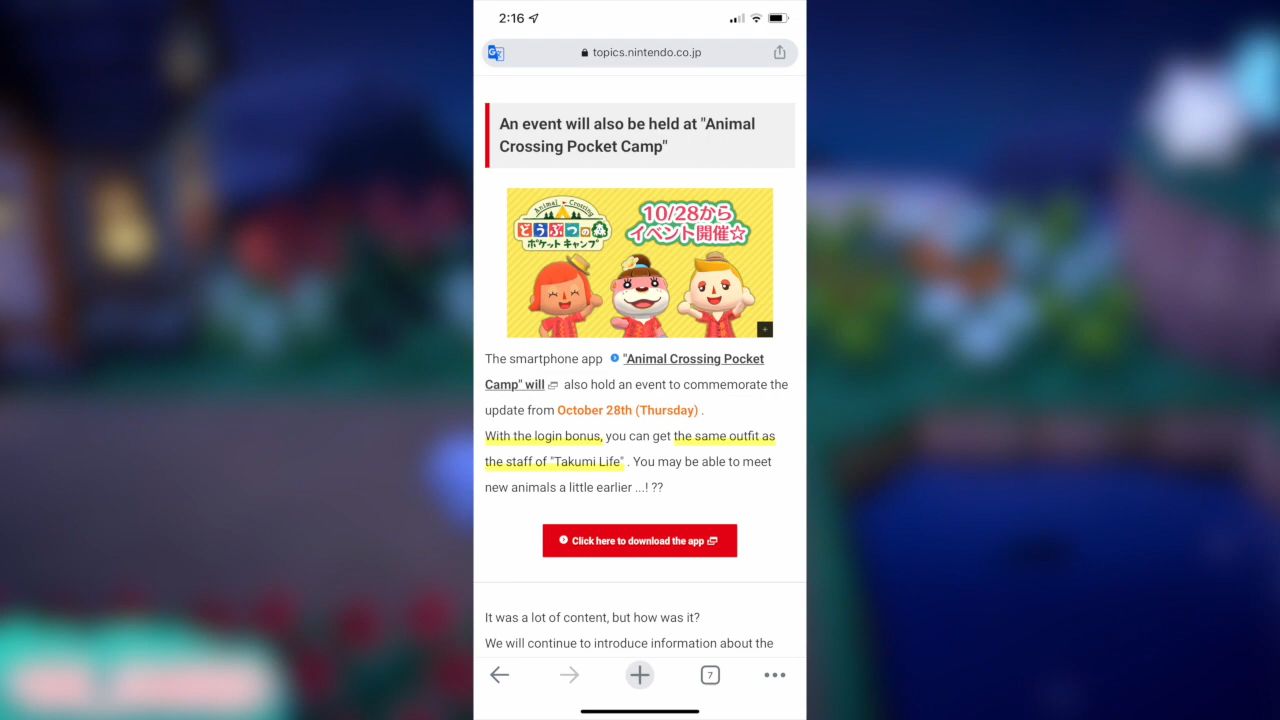 2:16
topics.nintendo.co.jp
An event will also be held at "Animal
Crossing Pocket Camp"
Animal Crossing
どうぶつの森
ポケットキャンプ
10/28から
イベント開催☆
The smartphone app "Animal Crossing Pocket
Camp" will also hold an event to commemorate the
update from October 28th (Thursday) .
With the login bonus, you can get the same outfit as
the staff of "Takumi Life" . You may be able to meet
new animals a little earlier ...! ??
Click here to download the app
It was a lot of content, but how was it?
We will continue to introduce information about the
7